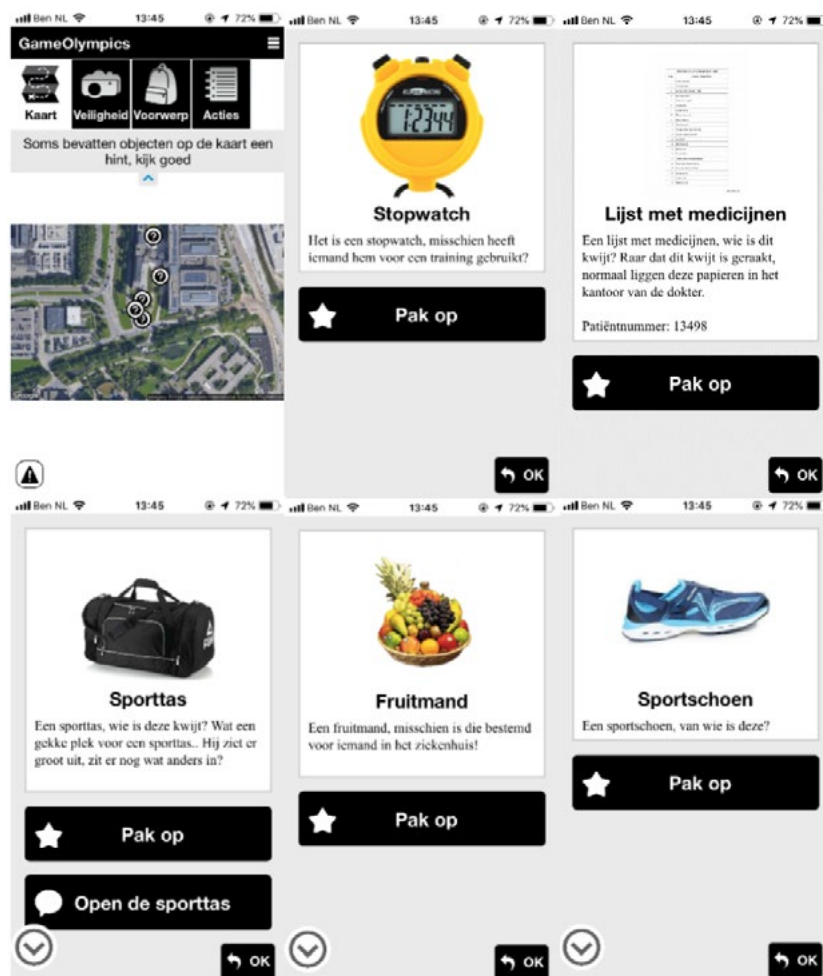 Ben NL 13:45 72%
GameOlympics
Kaart Veiligheid Voorwerp Acties
Soms bevatten objecten op de kaart een
hint, kijk goed
Ben NL 13:45 72%
1:2344
Stopwatch
Het is een stopwatch, misschien heeft
iemand hem voor een training gebruikt?
Pak op
OK
Ben NL 13:45 72%
Lijst met medicijnen
Een lijst met medicijnen, wie is dit
kwijt? Raar dat dit kwijt is geraakt,
normaal liggen deze papieren in het
kantoor van de dokter.
Patiëntnummer: 13498
Pak op
OK
Ben NL 13:45 72%
Sporttas
Een sporttas, wie is deze kwijt? Wat een
gekke plek voor een sporttas.. Hij ziet er
groot uit, zit er nog wat anders in?
Pak op
Open de sporttas
OK
Ben NL 13:45 72%
Fruitmand
Een fruitmand, misschien is die bestemd
voor iemand in het ziekenhuis!
Pak op
OK
Ben NL 13:45 72%
Sportschoen
Een sportschoen, van wie is deze?
Pak op
OK